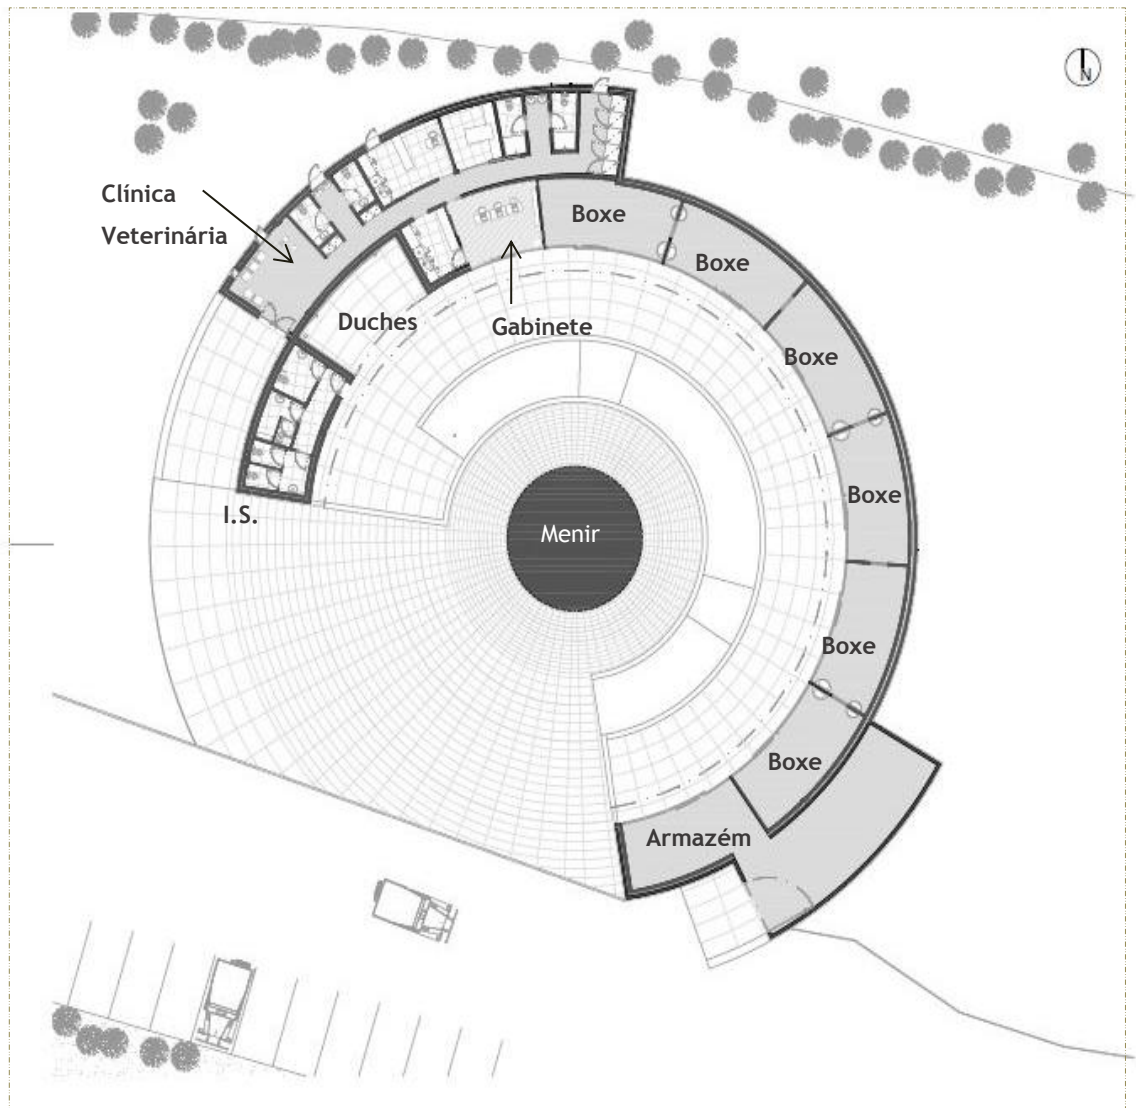 N
Clínica
Veterinária
Boxe
Boxe
Duches
Gabinete
Boxe
Boxe
I.S.
Menir
Boxe
Boxe
Armazém